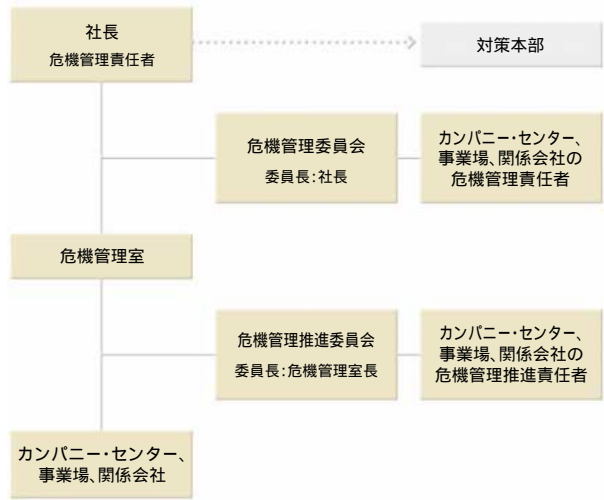 社長
危機管理責任者
対策本部
危機管理委員会
委員長:社長
カンパニー・センター、
事業場、関係会社の
危機管理責任者
危機管理室
危機管理推進委員会
委員長:危機管理室長
カンパニー・センター、
事業場、関係会社の
危機管理推進責任者
カンパニー・センター、
事業場、関係会社